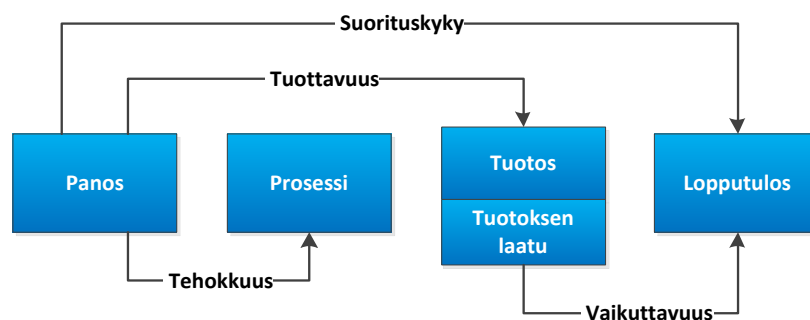 Suorituskyky
Tuottavuus
Panos
Prosessi
Tuotos
Tuotoksen
laatu
Lopputulos
Tehokkuus
Vaikuttavuus